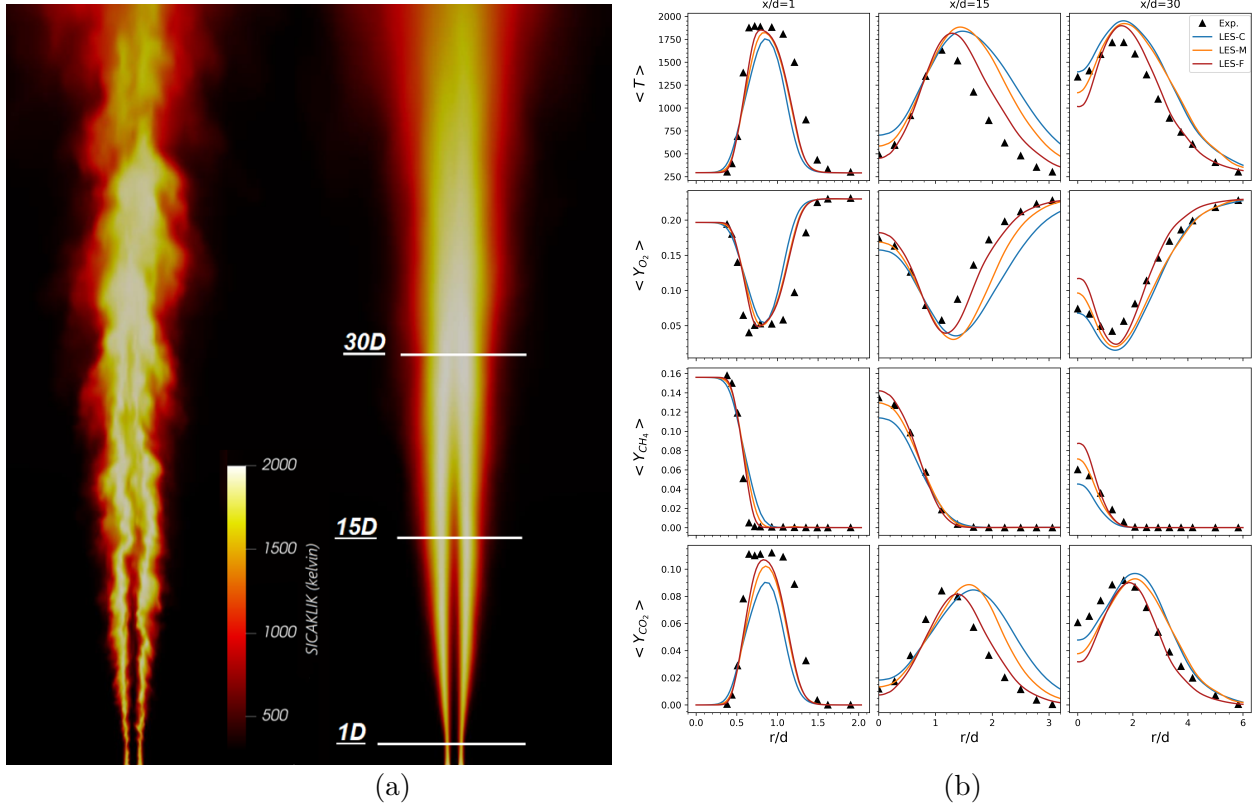 30D
15D
1D
2000
1500
1000
500
SICAKLIK (kelvin)
(a)
x/d=1
x/d=15
x/d=30
Exp.
LES-C
LES-M
LES-F
< T >
2000
1750
1500
1250
1000
750
500
250
< Y_{O_2} >
0.20
0.15
0.10
0.05
< Y_{CH_4} >
0.16
0.14
0.12
0.10
0.08
0.06
0.04
0.02
0.00
< Y_{CO_2} >
0.10
0.08
0.06
0.04
0.02
0.00
0.0 0.5 1.0 1.5 2.0
0 1 2 3
0 2 4 6
r/d
r/d
r/d
(b)